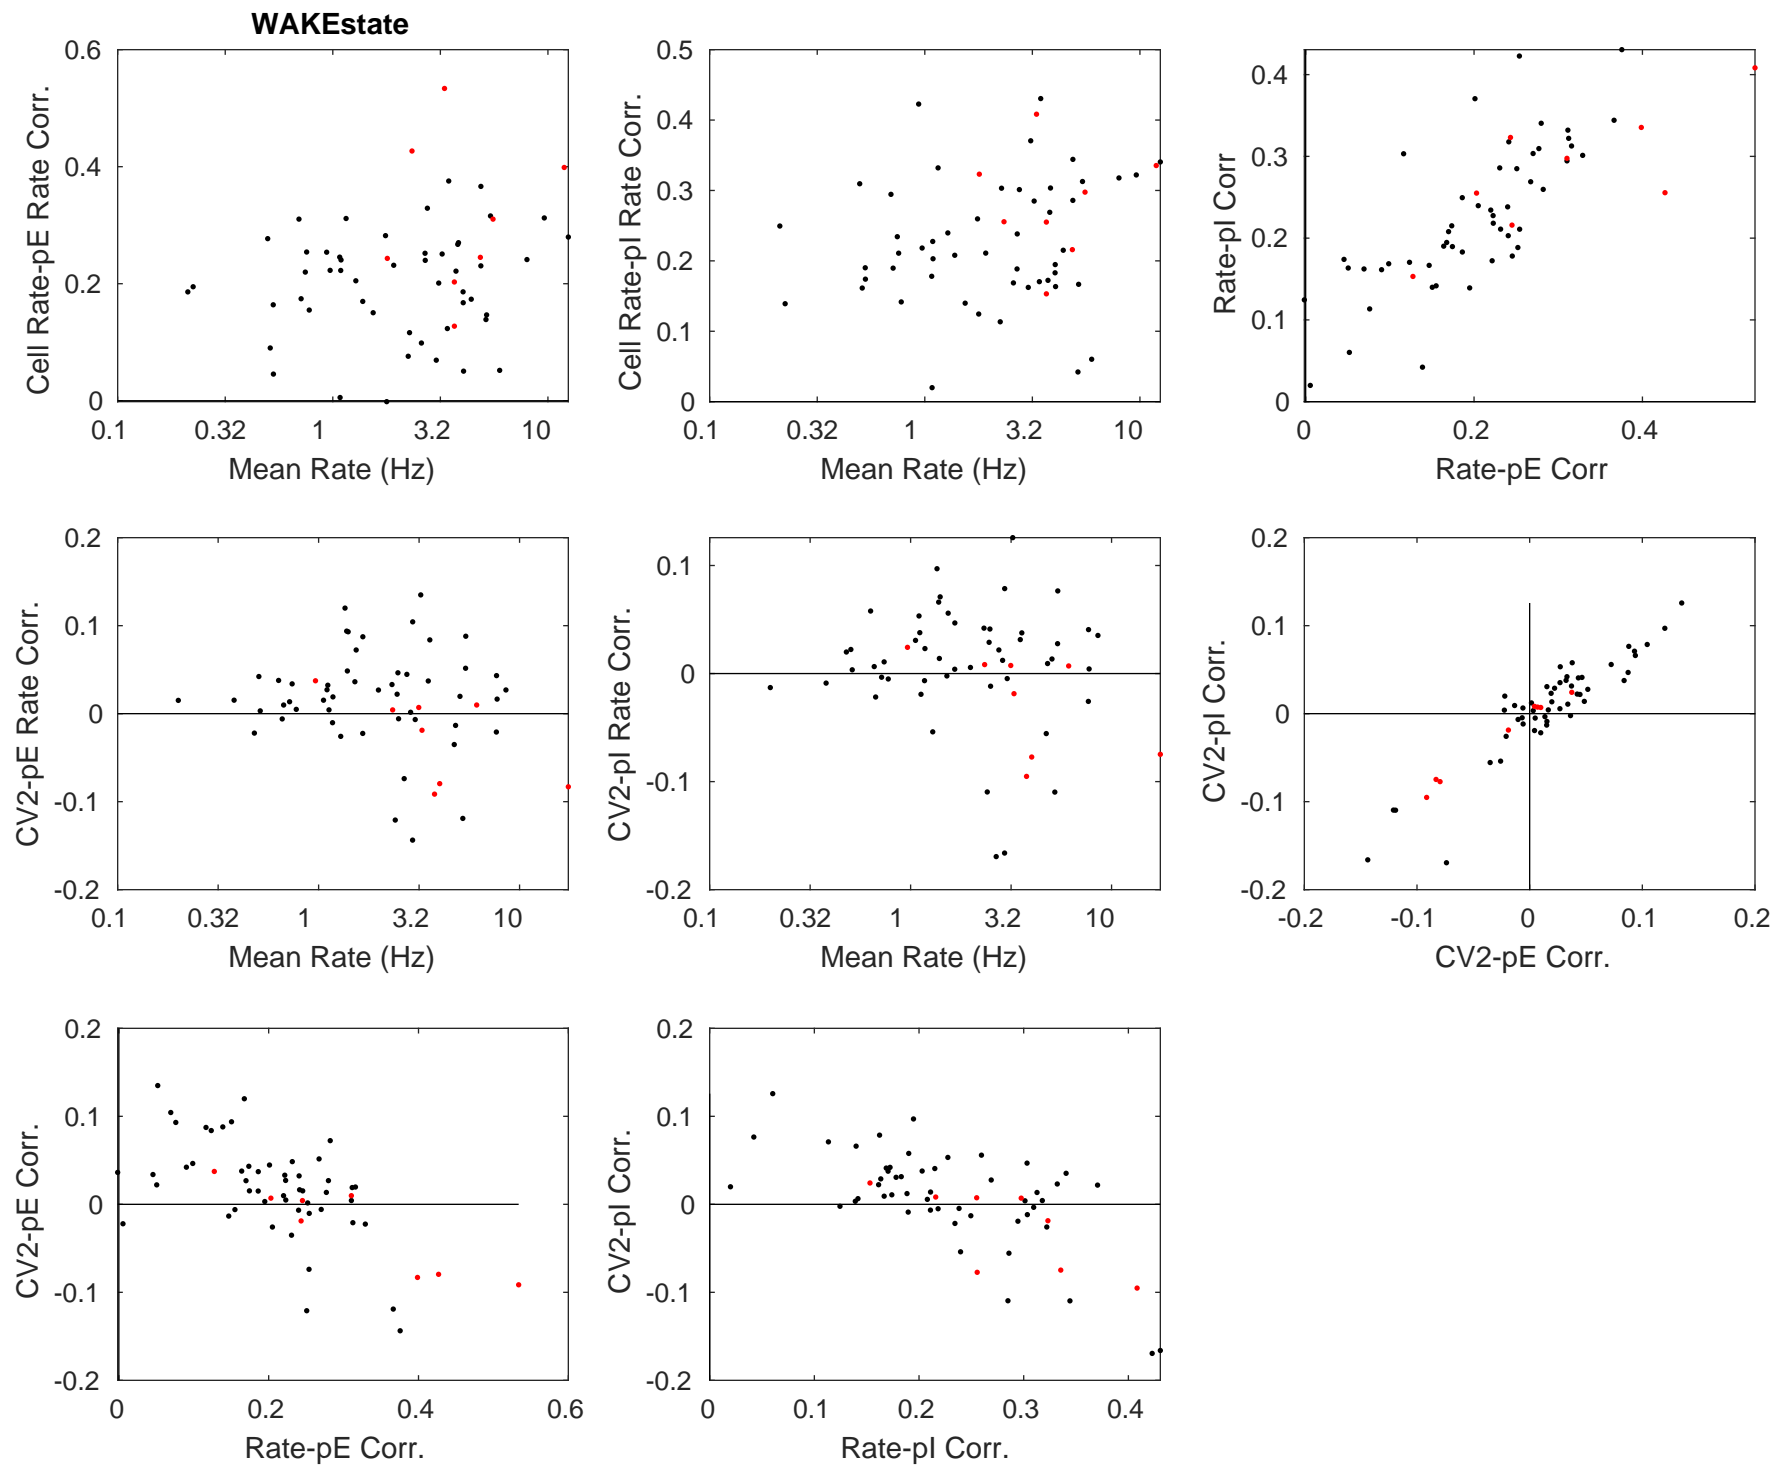 WAKEstate
0.6
0.4
0.2
0
Cell Rate-pE Rate Corr.
0.1 0.32 1 3.2 10
Mean Rate (Hz)
0.5
0.4
0.3
0.2
0.1
0
Cell Rate-pI Rate Corr.
0.1 0.32 1 3.2 10
Mean Rate (Hz)
0.4
0.3
0.2
0.1
0
Rate-pI Corr
0 0.2 0.4
Rate-pE Corr
0.2
0.1
0
-0.1
-0.2
CV2-pE Rate Corr.
0.1 0.32 1 3.2 10
Mean Rate (Hz)
0.1
0
-0.1
-0.2
CV2-pI Rate Corr.
0.1 0.32 1 3.2 10
Mean Rate (Hz)
0.2
0.1
0
-0.1
-0.2
CV2-pI Corr.
-0.2 -0.1 0 0.1 0.2
CV2-pE Corr.
0.2
0.1
0
-0.1
-0.2
CV2-pE Corr.
0 0.2 0.4 0.6
Rate-pE Corr.
0.2
0.1
0
-0.1
-0.2
CV2-pI Corr.
0 0.1 0.2 0.3 0.4
Rate-pI Corr.